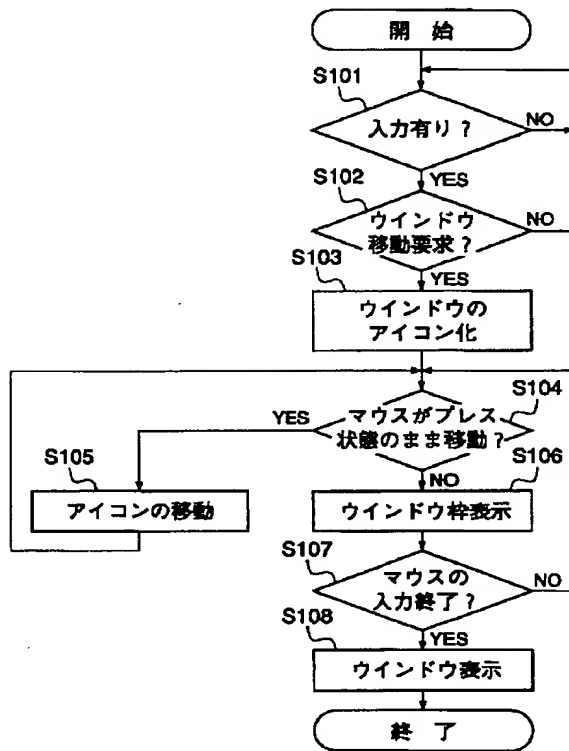 開 始
S101
入力有り?
NO
YES
S102
ウインドウ
移動要求?
NO
YES
S103
ウインドウの
アイコン化
S104
マウスがプレス
状態のまま移動?
YES
S105
アイコンの移動
NO
S106
ウインドウ枠表示
S107
マウスの
入力終了?
NO
YES
S108
ウインドウ表示
終 了